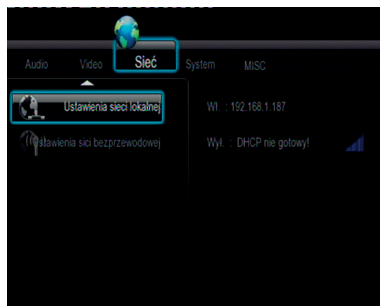 Audio Video Sieć System MISC
Ustawienia sieci lokalnej Wł. : 192.168.1.187
Ustawienia sici bezprzewodowej Wył. : DHCP nie gotowy!